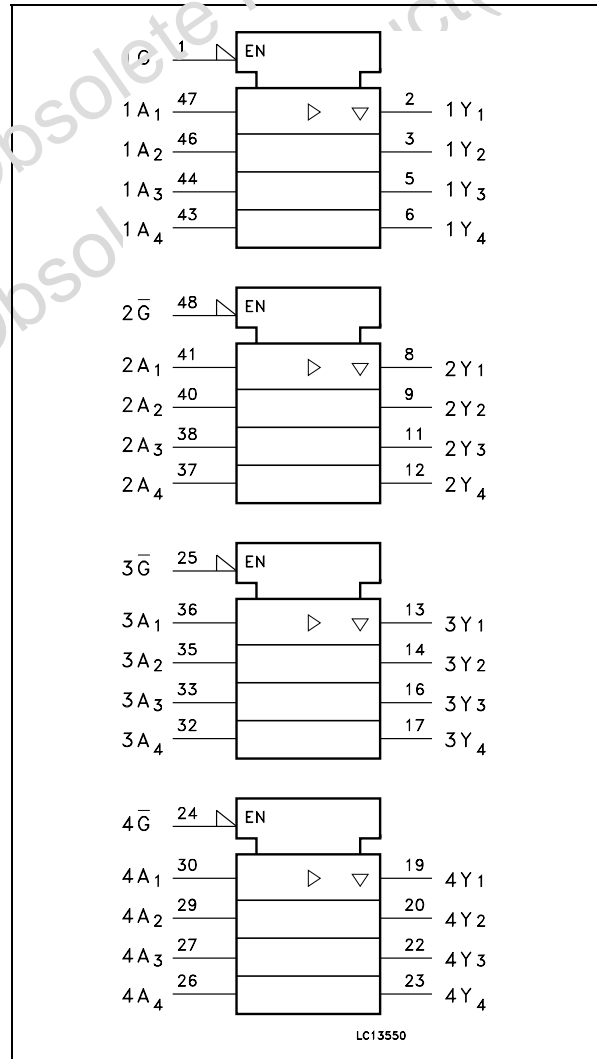 1 EN
1A1 47 2 1Y1
1A2 46 3 1Y2
1A3 44 5 1Y3
1A4 43 6 1Y4
2G̅ 48 EN
2A1 41 8 2Y1
2A2 40 9 2Y2
2A3 38 11 2Y3
2A4 37 12 2Y4
3G̅ 25 EN
3A1 36 13 3Y1
3A2 35 14 3Y2
3A3 33 16 3Y3
3A4 32 17 3Y4
4G̅ 24 EN
4A1 30 19 4Y1
4A2 29 20 4Y2
4A3 27 22 4Y3
4A4 26 23 4Y4
LC13550
Obsolete